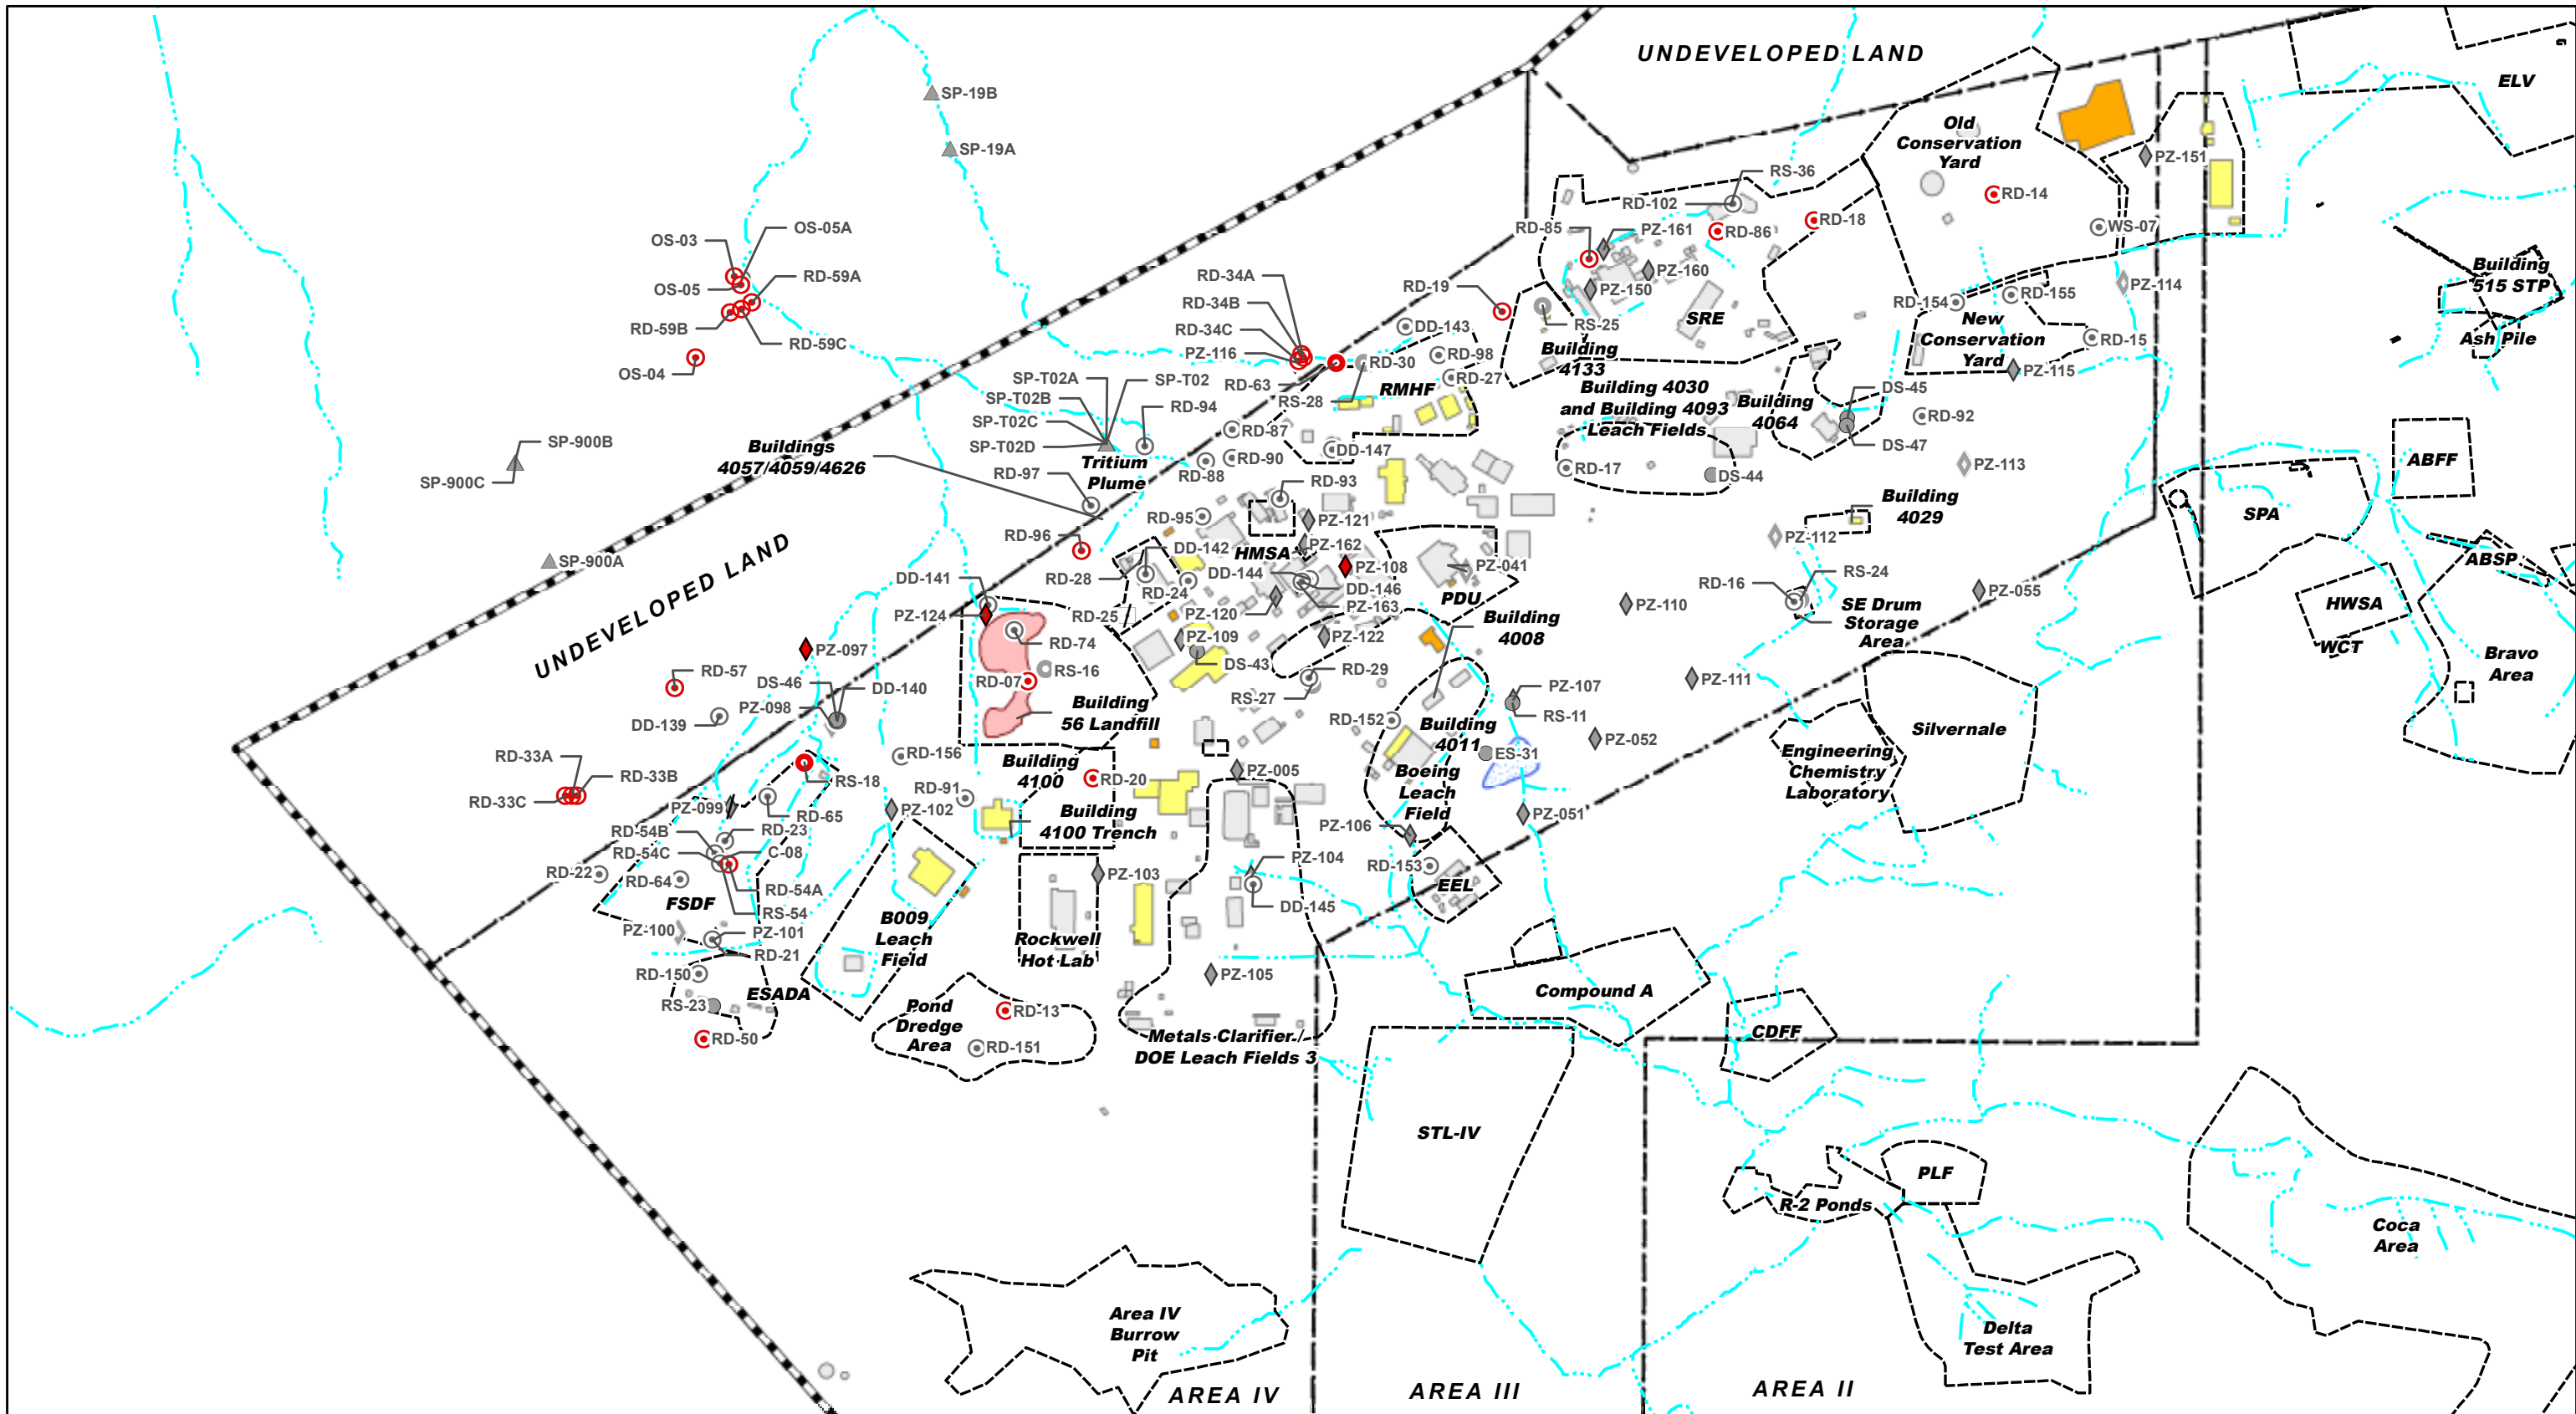 UNDEVELOPED LAND
ELV
SP-19B
SP-19A
Old
Conservation
Yard
PZ-151
RS-36
RD-102
RD-14
RD-18
WS-07
OS-03
OS-05A
RD-85
PZ-161
RD-86
RD-34A
RD-59A
OS-05
PZ-160
Building
515 STP
RD-19
PZ-150
PZ-114
RD-34B
RD-154
RD-155
RD-59B
RD-34C
DD-143
RS-25
SRE
New
Conservation
Yard
RD-15
Ash Pile
RD-59C
PZ-116
RD-98
RD-30
Building
4133
OS-04
SP-T02A
SP-T02
RD-63
RD-27
RMHF
PZ-115
SP-T02B
RS-28
Building 4030
and Building 4093
Leach Fields
Building
4064
DS-45
RD-94
RD-92
SP-T02C
RD-87
SP-900B
Buildings
4057/4059/4626
SP-T02D
DD-147
DS-47
Tritium
Plume
RD-90
ABFF
SP-900C
RD-97
RD-88
RD-17
DS-44
PZ-113
RD-93
Building
4029
RD-95
PZ-121
SPA
RD-96
PZ-112
UNDEVELOPED LAND
SP-900A
DD-142
HMSA
PZ-162
ABSP
DD-141
RD-28
DD-144
PZ-108
PZ-041
RD-16
RS-24
RD-24
DD-146
PDU
PZ-055
HWSA
PZ-124
RD-25
PZ-120
PZ-163
PZ-110
SE Drum
Storage
Area
Building
4008
PZ-097
RD-74
PZ-109
PZ-122
WCT
Bravo
Area
RD-57
RS-16
DS-43
RD-29
DS-46
DD-140
RD-07
PZ-111
RS-27
PZ-107
PZ-098
Building
56 Landfill
RS-11
DD-139
RD-152
Building
4011
Silvernale
RD-33A
RD-156
PZ-052
ES-31
Engineering
Chemistry
Laboratory
RD-33B
RS-18
Building
4100
RD-20
PZ-005
Boeing
Leach
Field
RD-33C
RD-91
PZ-099
RD-65
PZ-102
Building
4100 Trench
PZ-051
RD-54B
RD-23
PZ-106
RD-54C
C-08
PZ-104
RD-22
RD-64
PZ-103
RD-153
RD-54A
EEL
FSDF
RS-54
DD-145
B009
Leach
Field
PZ-100
PZ-101
Rockwell
Hot Lab
RD-21
RD-150
PZ-105
ESADA
Compound A
RS-23
Pond
Dredge
Area
RD-13
RD-50
RD-151
Metals Clarifier/
DOE Leach Fields 3
CDFF
STL-IV
PLF
R-2 Ponds
Coca
Area
Area IV
Burrow
Pit
Delta
Test Area
AREA IV
AREA III
AREA II